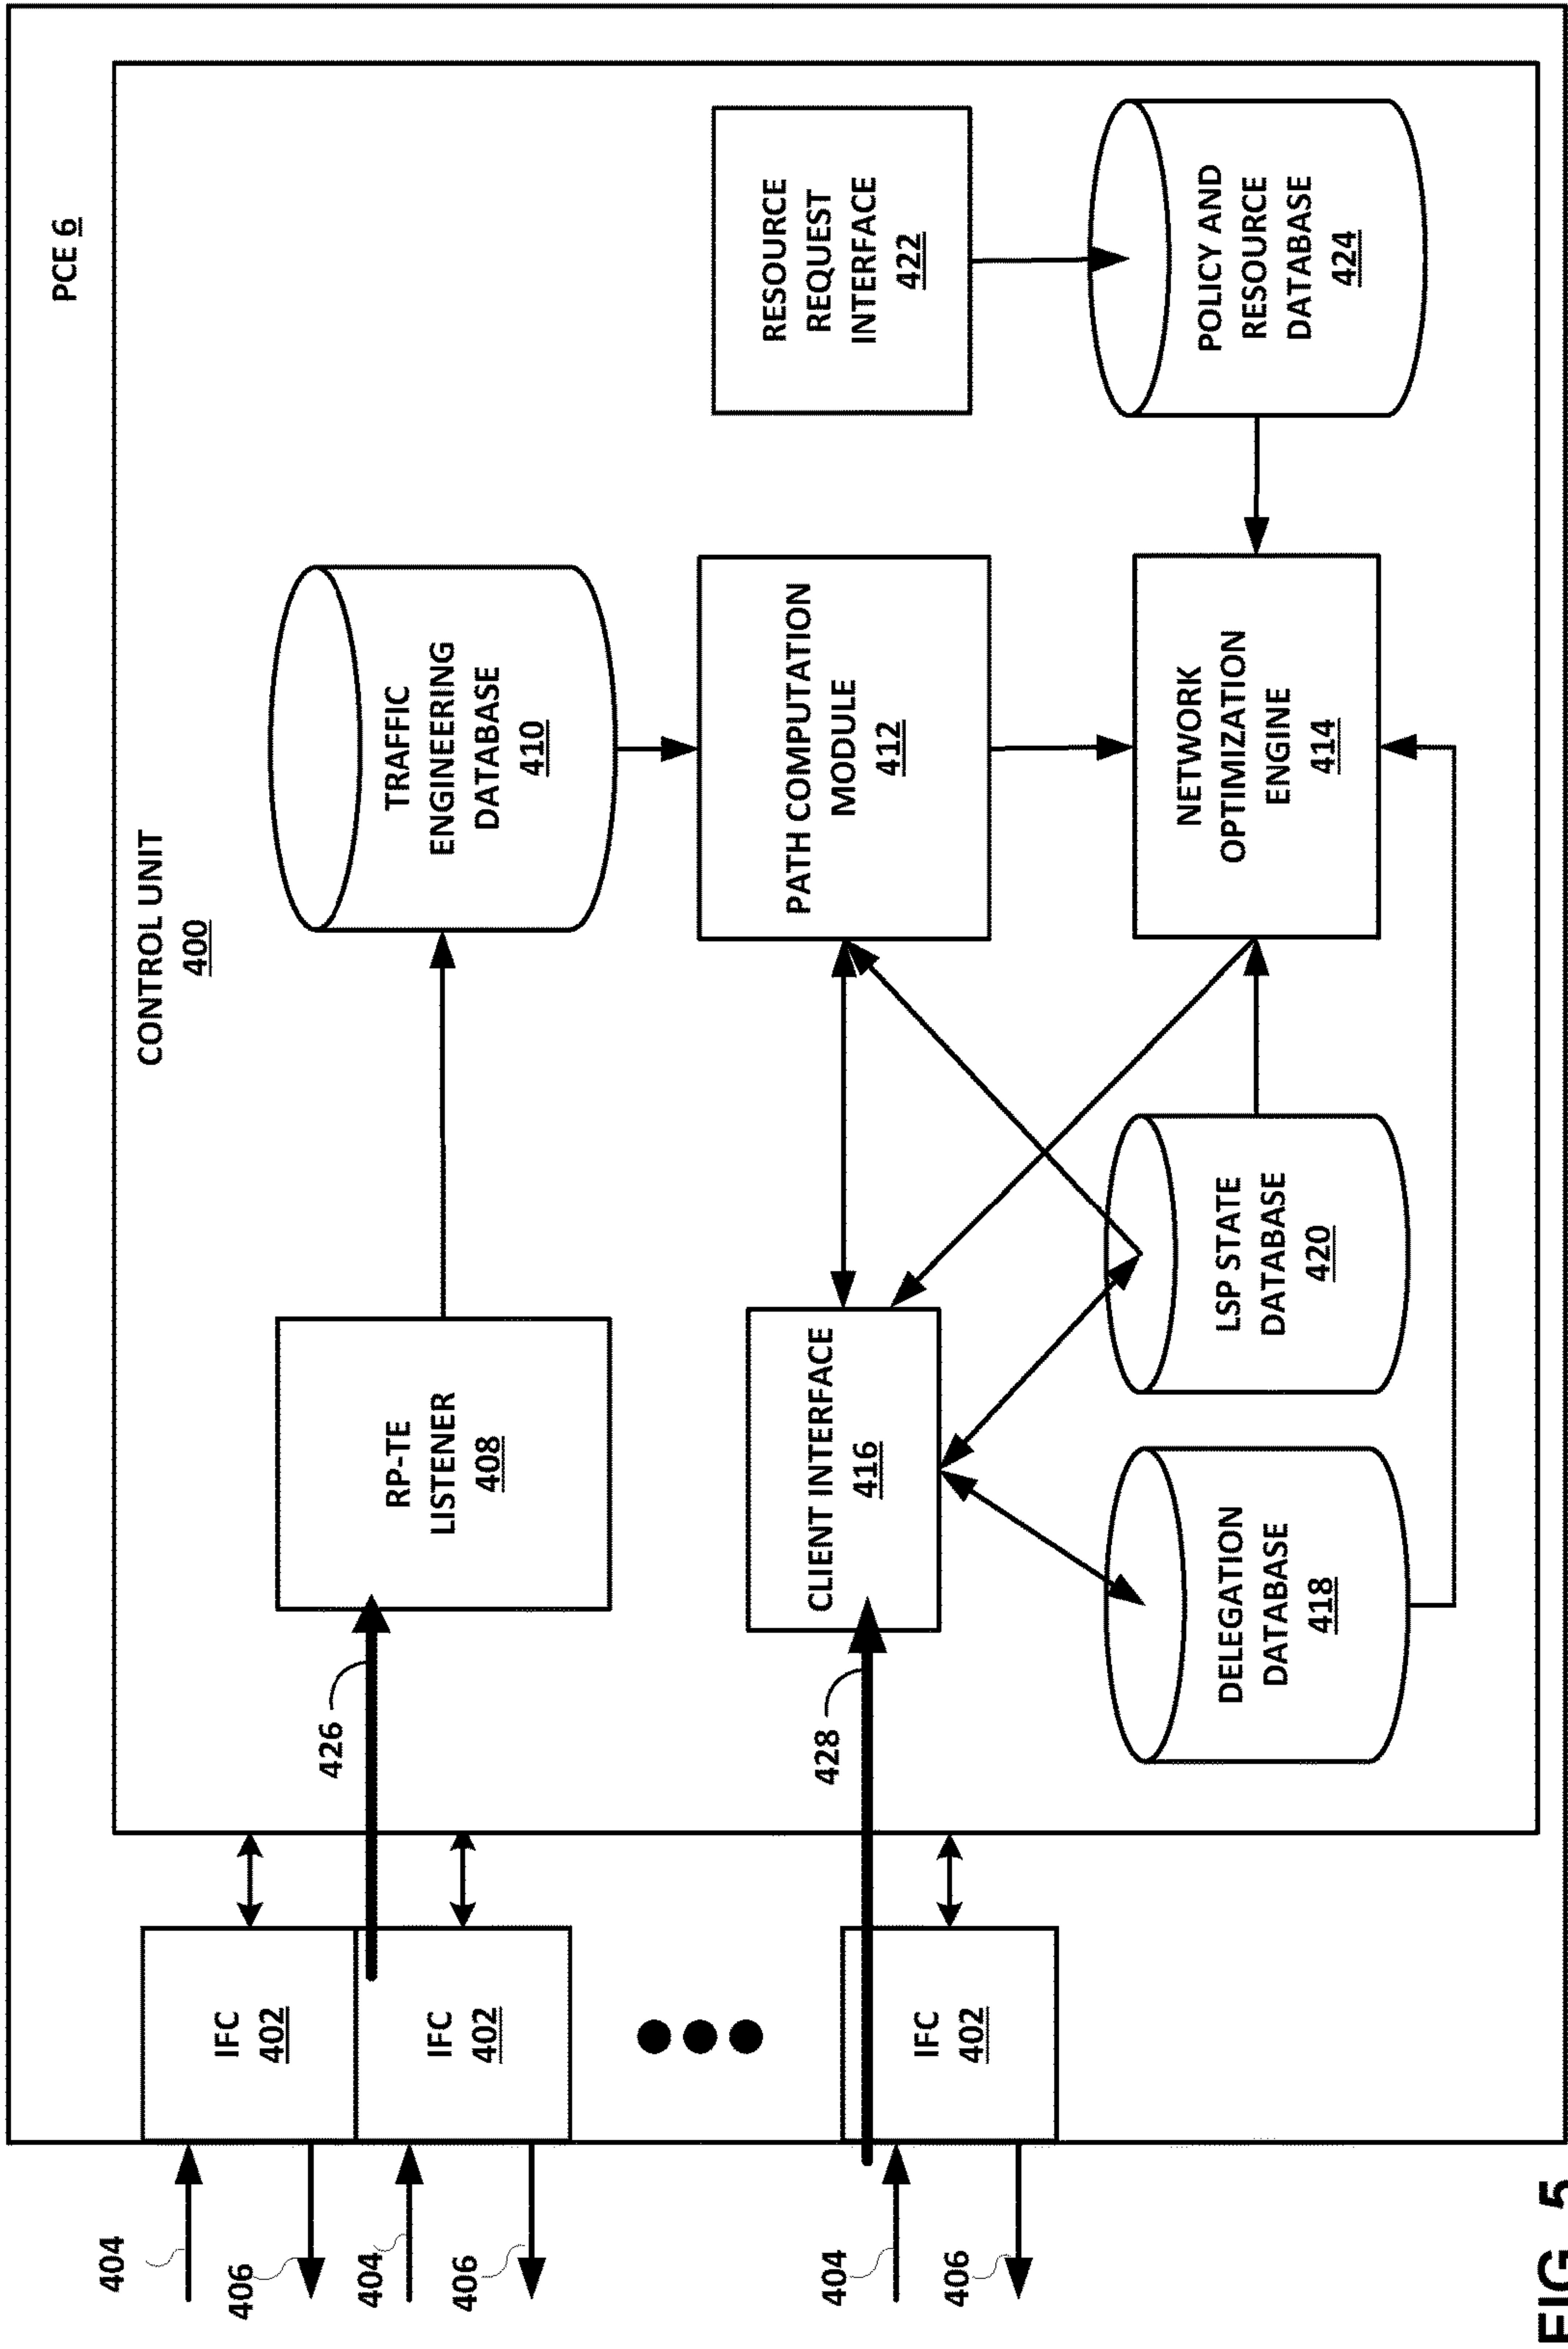 PCE 6
CONTROL UNIT
400
404
IFC
402
406
404
IFC
402
406
404
IFC
402
406
426
RP-TE
LISTENER
408
TRAFFIC
ENGINEERING
DATABASE
410
428
CLIENT INTERFACE
416
PATH COMPUTATION
MODULE
412
RESOURCE
REQUEST
INTERFACE
422
DELEGATION
DATABASE
418
LSP STATE
DATABASE
420
NETWORK
OPTIMIZATION
ENGINE
414
POLICY AND
RESOURCE
DATABASE
424
FIG. 5